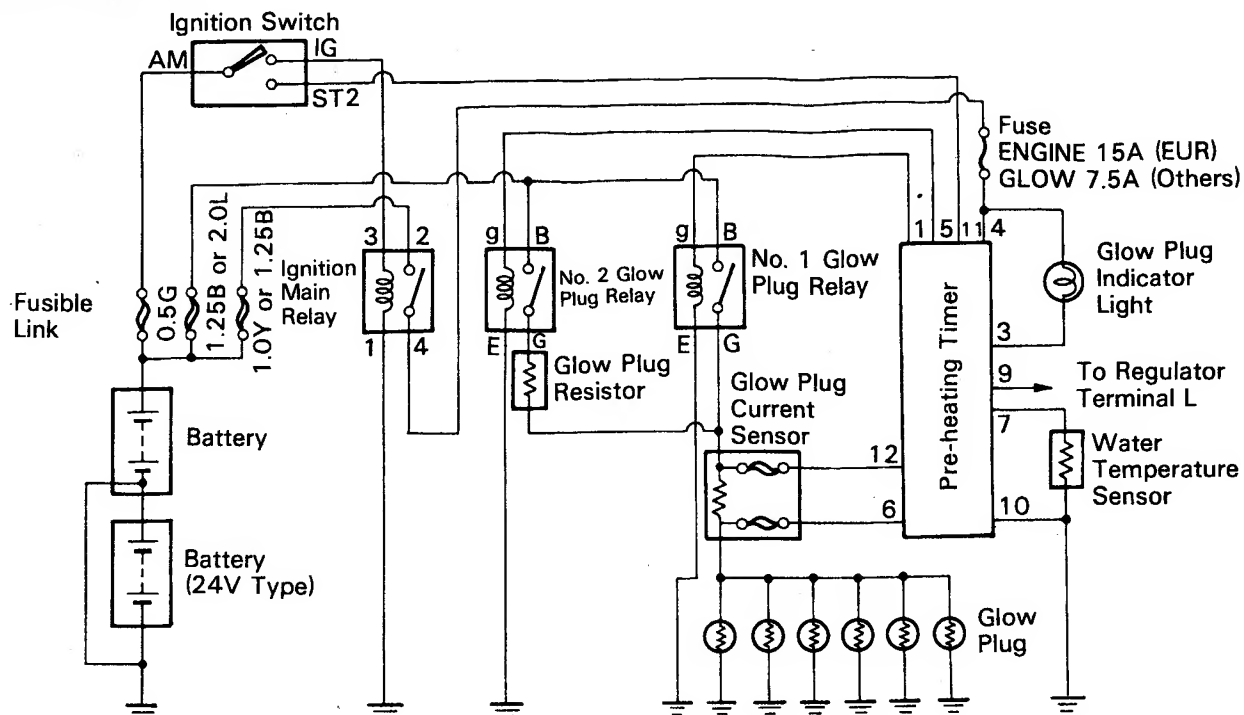 Ignition Switch
AM
IG
ST2
Fuse
ENGINE 15A (EUR)
GLOW 7.5A (Others)
Fusible
Link
0.5G
1.25B or 2.0L
1.0Y or 1.25B
3
2
Ignition
Main
Relay
1
4
g
B
No. 2 Glow
Plug Relay
E
G
Glow Plug
Resistor
g
B
No. 1 Glow
Plug Relay
E
G
Glow Plug
Current
Sensor
1
5
11
4
Pre-heating Timer
12
6
3
9
7
10
Glow Plug
Indicator
Light
To Regulator
Terminal L
Water
Temperature
Sensor
Battery
Battery
(24V Type)
Glow
Plug